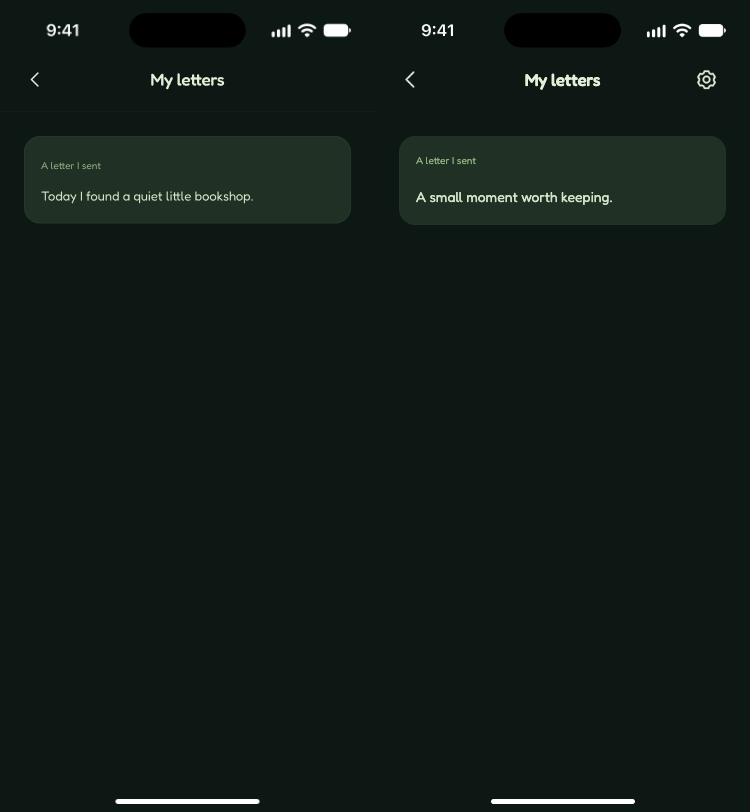 9:41
My letters
A letter I sent
Today I found a quiet little bookshop.
9:41
My letters
A letter I sent
A small moment worth keeping.